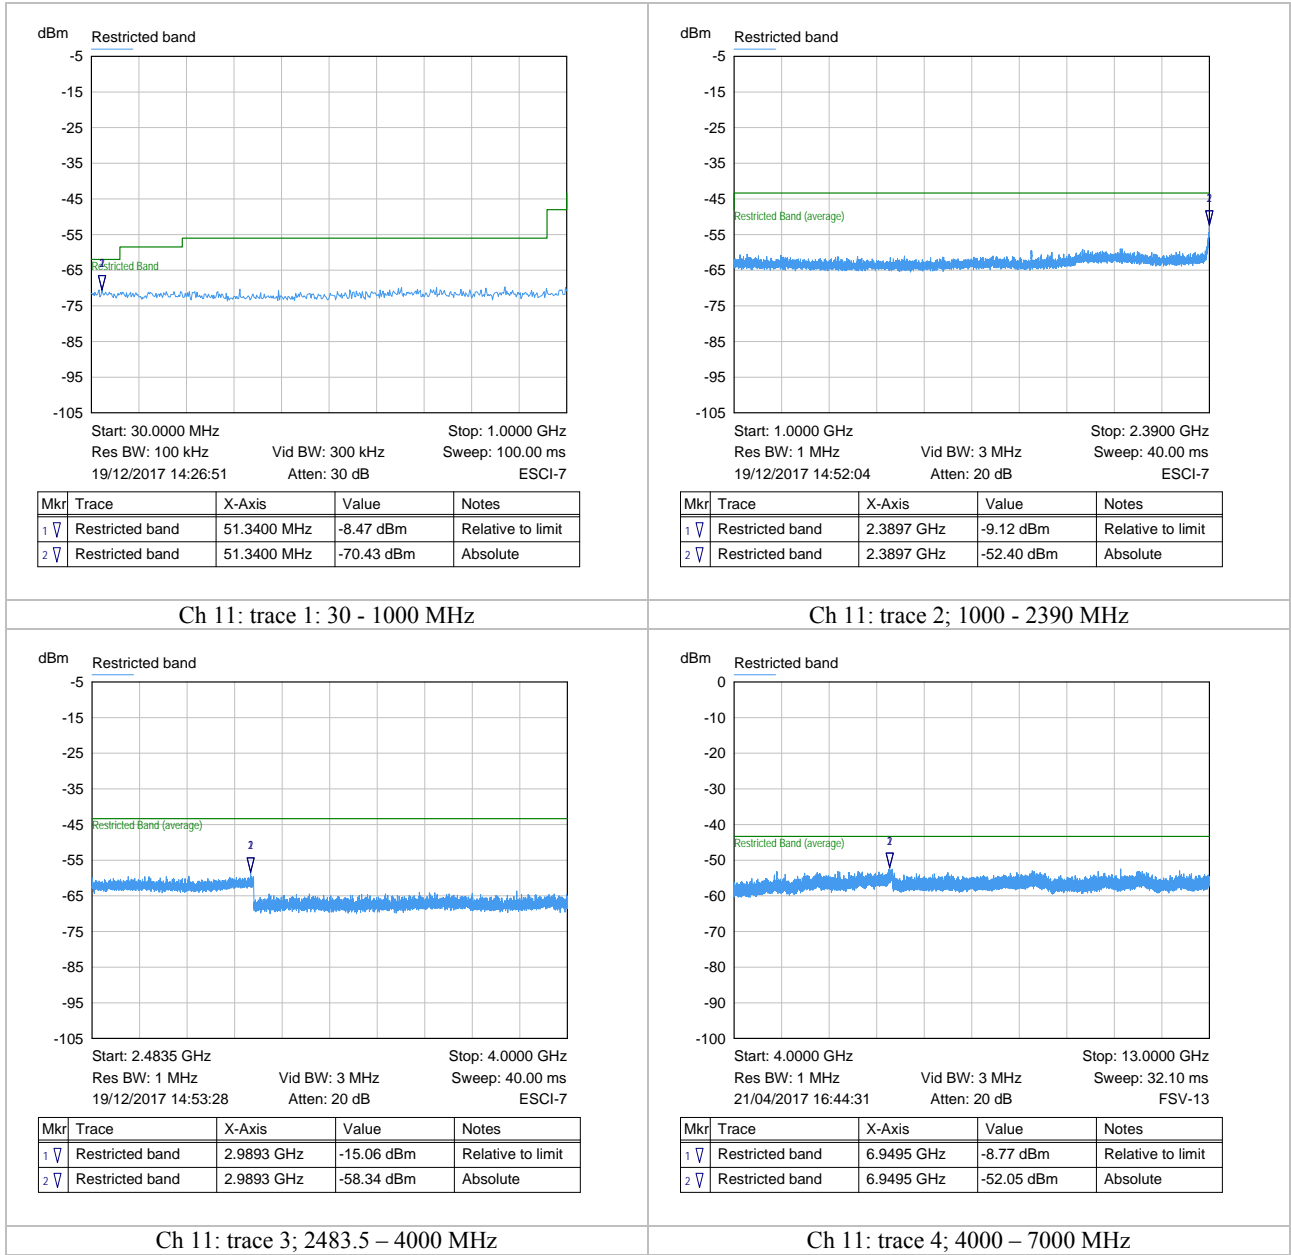 dBm Restricted band
-5
-15
-25
-35
-45
-55
-65
-75
-85
-95
-105
Restricted Band
2
Start: 30.0000 MHz Stop: 1.0000 GHz
Res BW: 100 kHz Vid BW: 300 kHz Sweep: 100.00 ms
19/12/2017 14:26:51 Atten: 30 dB ESCI-7
Mkr Trace X-Axis Value Notes
1 Restricted band 51.3400 MHz -8.47 dBm Relative to limit
2 Restricted band 51.3400 MHz -70.43 dBm Absolute
Ch 11: trace 1: 30 - 1000 MHz
dBm Restricted band
-5
-15
-25
-35
-45
-55
-65
-75
-85
-95
-105
2
Restricted Band (average)
Start: 1.0000 GHz Stop: 2.3900 GHz
Res BW: 1 MHz Vid BW: 3 MHz Sweep: 40.00 ms
19/12/2017 14:52:04 Atten: 20 dB ESCI-7
Mkr Trace X-Axis Value Notes
1 Restricted band 2.3897 GHz -9.12 dBm Relative to limit
2 Restricted band 2.3897 GHz -52.40 dBm Absolute
Ch 11: trace 2; 1000 - 2390 MHz
dBm Restricted band
-5
-15
-25
-35
-45
-55
-65
-75
-85
-95
-105
Restricted Band (average)
2
Start: 2.4835 GHz Stop: 4.0000 GHz
Res BW: 1 MHz Vid BW: 3 MHz Sweep: 40.00 ms
19/12/2017 14:53:28 Atten: 20 dB ESCI-7
Mkr Trace X-Axis Value Notes
1 Restricted band 2.9893 GHz -15.06 dBm Relative to limit
2 Restricted band 2.9893 GHz -58.34 dBm Absolute
Ch 11: trace 3; 2483.5 – 4000 MHz
dBm Restricted band
0
-10
-20
-30
-40
-50
-60
-70
-80
-90
-100
Restricted Band (average)
2
Start: 4.0000 GHz Stop: 13.0000 GHz
Res BW: 1 MHz Vid BW: 3 MHz Sweep: 32.10 ms
21/04/2017 16:44:31 Atten: 20 dB FSV-13
Mkr Trace X-Axis Value Notes
1 Restricted band 6.9495 GHz -8.77 dBm Relative to limit
2 Restricted band 6.9495 GHz -52.05 dBm Absolute
Ch 11: trace 4; 4000 – 7000 MHz